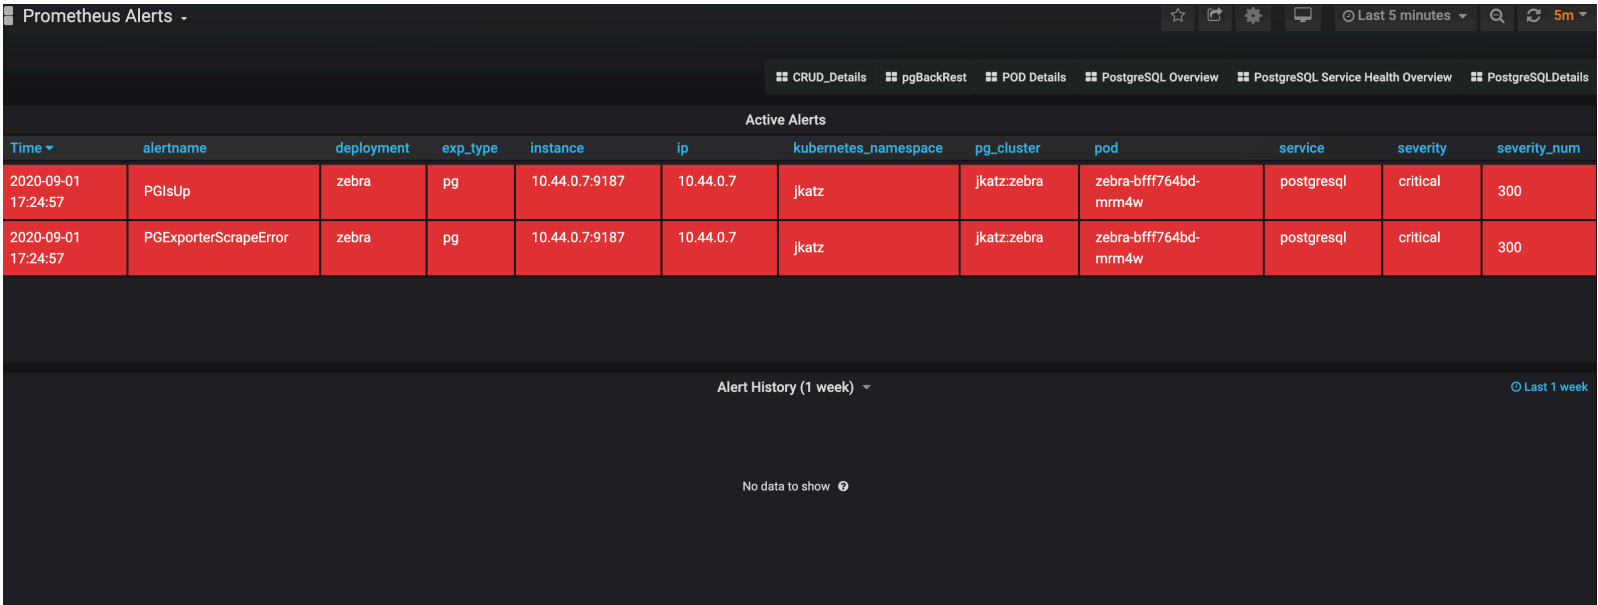 Prometheus Alerts
Last 5 minutes
5m
CRUD_Details pgBackRest POD Details PostgreSQL Overview PostgreSQL Service Health Overview PostgreSQLDetails
Active Alerts
Time alertname deployment exp_type instance ip kubernetes_namespace pg_cluster pod service severity severity_num
2020-09-01 17:24:57 PGIsUp zebra pg 10.44.0.7:9187 10.44.0.7 jkatz jkatz:zebra zebra-bfff764bd-mrm4w postgresql critical 300
2020-09-01 17:24:57 PGExporterScrapeError zebra pg 10.44.0.7:9187 10.44.0.7 jkatz jkatz:zebra zebra-bfff764bd-mrm4w postgresql critical 300
Alert History (1 week)
Last 1 week
No data to show